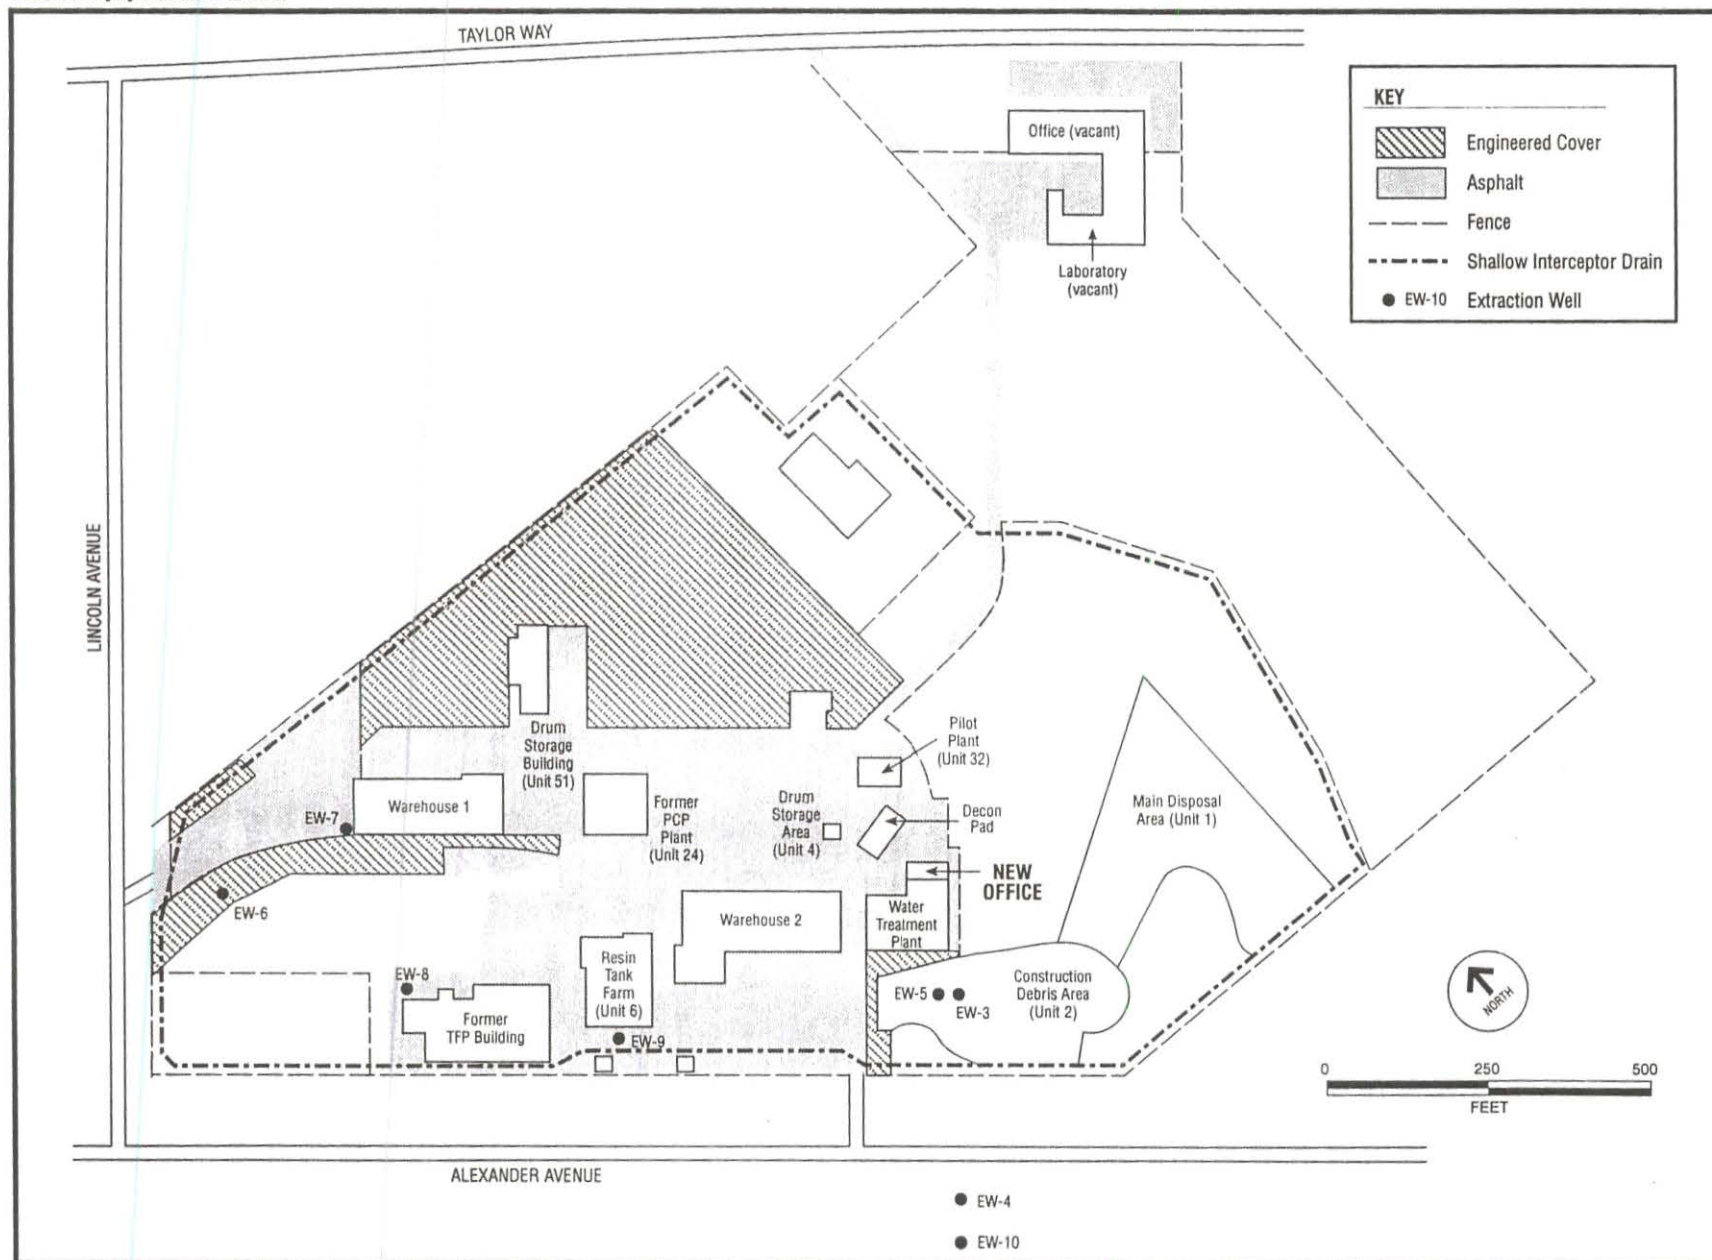 TAYLOR WAY
LINCOLN AVENUE
Office (vacant)
Laboratory
(vacant)
KEY
Engineered Cover
Asphalt
Fence
Shallow Interceptor Drain
EW-10 Extraction Well
Drum
Storage
Building
(Unit 51)
Pilot
Plant
(Unit 32)
Warehouse 1
EW-7
Former
PCP
Plant
(Unit 24)
Drum
Storage
Area
(Unit 4)
Decon
Pad
Main Disposal
Area (Unit 1)
NEW
OFFICE
EW-6
Warehouse 2
Water
Treatment
Plant
EW-8
Resin
Tank
Farm
(Unit 6)
EW-5
EW-3
Construction
Debris Area
(Unit 2)
Former
TFP Building
EW-9
NORTH
0 250 500
FEET
ALEXANDER AVENUE
EW-4
EW-10